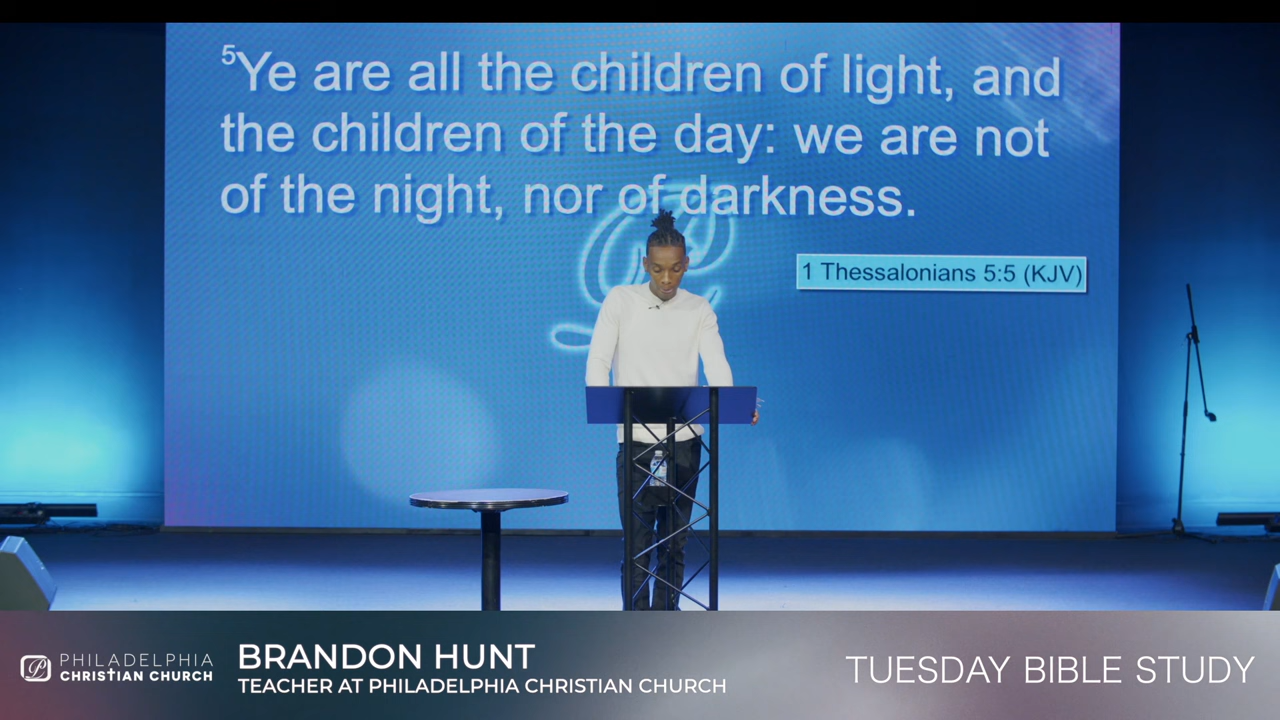 5Ye are all the children of light, and
the children of the day: we are not
of the night, nor of darkness.
1 Thessalonians 5:5 (KJV)
PHILADELPHIA
CHRISTIAN CHURCH
BRANDON HUNT
TEACHER AT PHILADELPHIA CHRISTIAN CHURCH
TUESDAY BIBLE STUDY